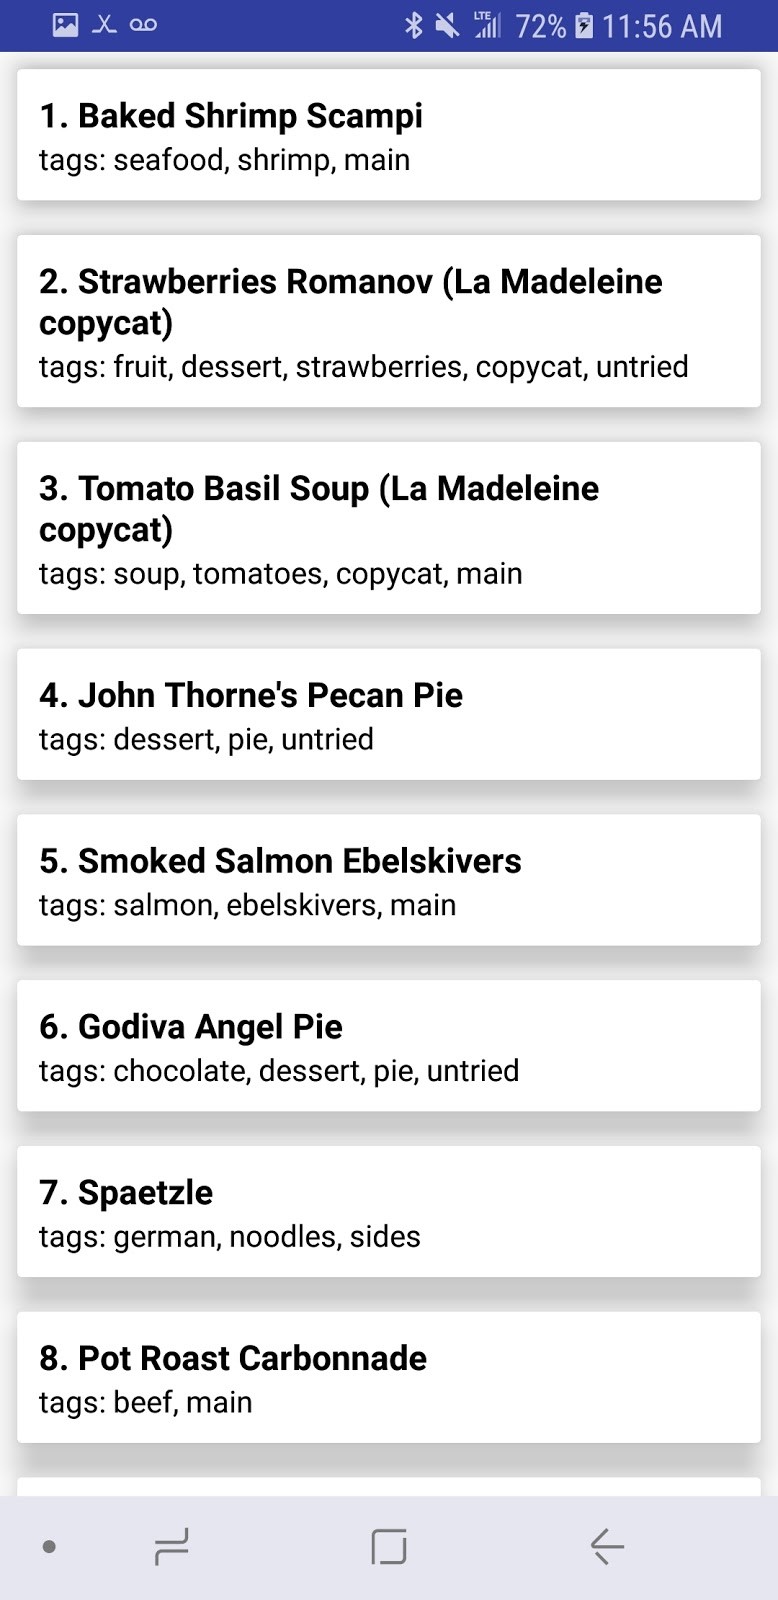 LTE 72% 11:56 AM
1. Baked Shrimp Scampi
tags: seafood, shrimp, main
2. Strawberries Romanov (La Madeleine
copycat)
tags: fruit, dessert, strawberries, copycat, untried
3. Tomato Basil Soup (La Madeleine
copycat)
tags: soup, tomatoes, copycat, main
4. John Thorne's Pecan Pie
tags: dessert, pie, untried
5. Smoked Salmon Ebelskivers
tags: salmon, ebelskivers, main
6. Godiva Angel Pie
tags: chocolate, dessert, pie, untried
7. Spaetzle
tags: german, noodles, sides
8. Pot Roast Carbonnade
tags: beef, main